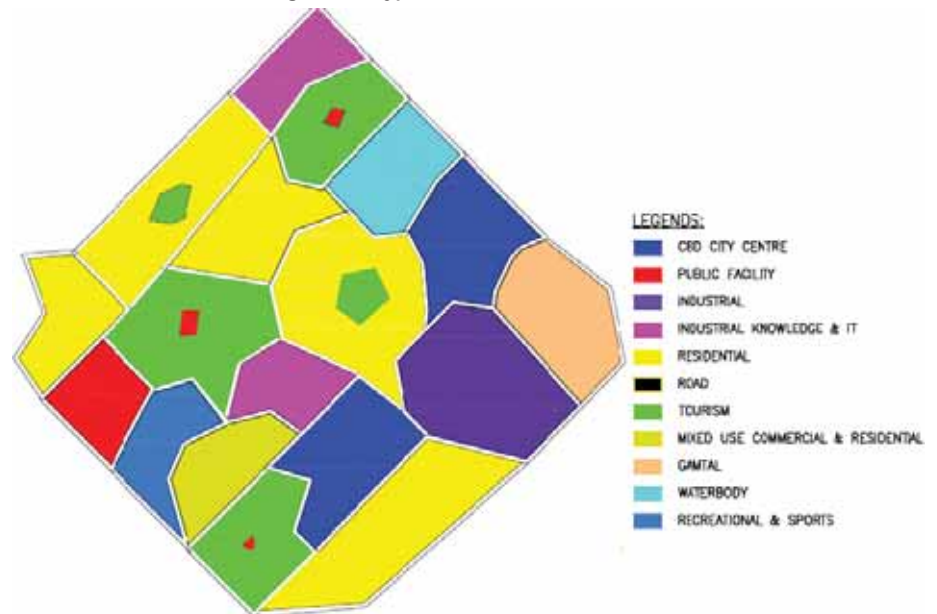 LEGENDS:
CBD CITY CENTRE
PUBLIC FACILITY
INDUSTRIAL
INDUSTRIAL KNOWLEDGE & IT
RESIDENTIAL
ROAD
TOURISM
MIXED USE COMMERCIAL & RESIDENTIAL
GAMTAL
WATERBODY
RECREATIONAL & SPORTS